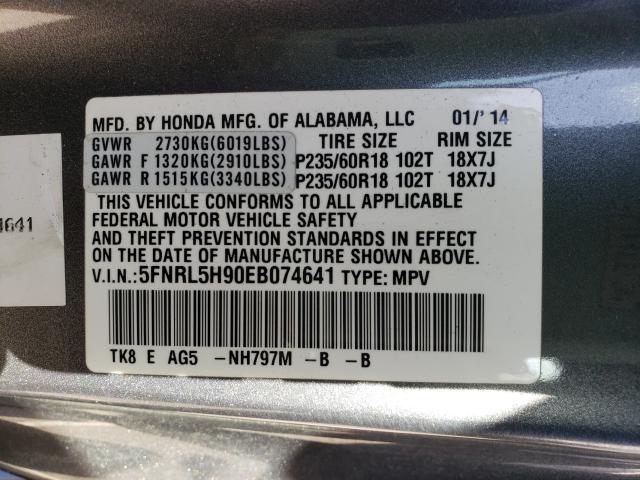 MFD. BY HONDA MFG. OF ALABAMA, LLC 01/' 14
GVWR 2730KG(6019LBS) TIRE SIZE RIM SIZE
GAWR F 1320KG(2910LBS) P235/60R18 102T 18X7J
GAWR R 1515KG(3340LBS) P235/60R18 102T 18X7J
THIS VEHICLE CONFORMS TO ALL APPLICABLE
FEDERAL MOTOR VEHICLE SAFETY
AND THEFT PREVENTION STANDARDS IN EFFECT
ON THE DATE OF MANUFACTURE SHOWN ABOVE.
V.I.N.:5FNRL5H90EB074641 TYPE: MPV
TK8 E AG5 -NH797M -B -B
4641